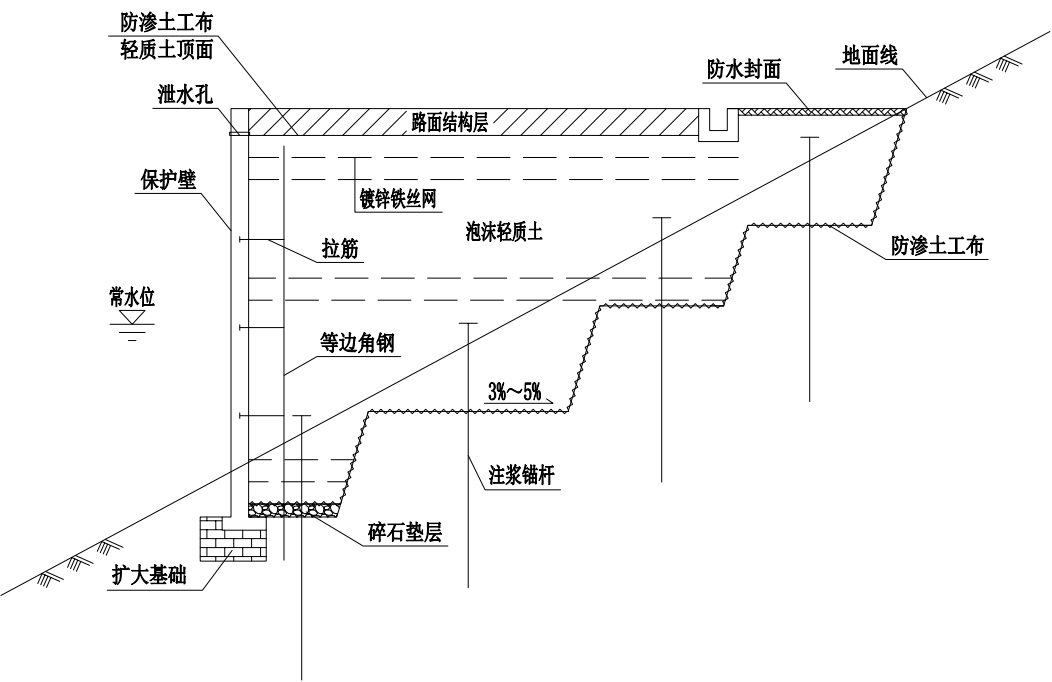 防渗土工布
轻质土顶面
地面线
防水封面
泄水孔
路面结构层
保护壁
镀锌铁丝网
泡沫轻质土
拉筋
防渗土工布
常水位
等边角钢
3%～5%
注浆锚杆
碎石垫层
扩大基础